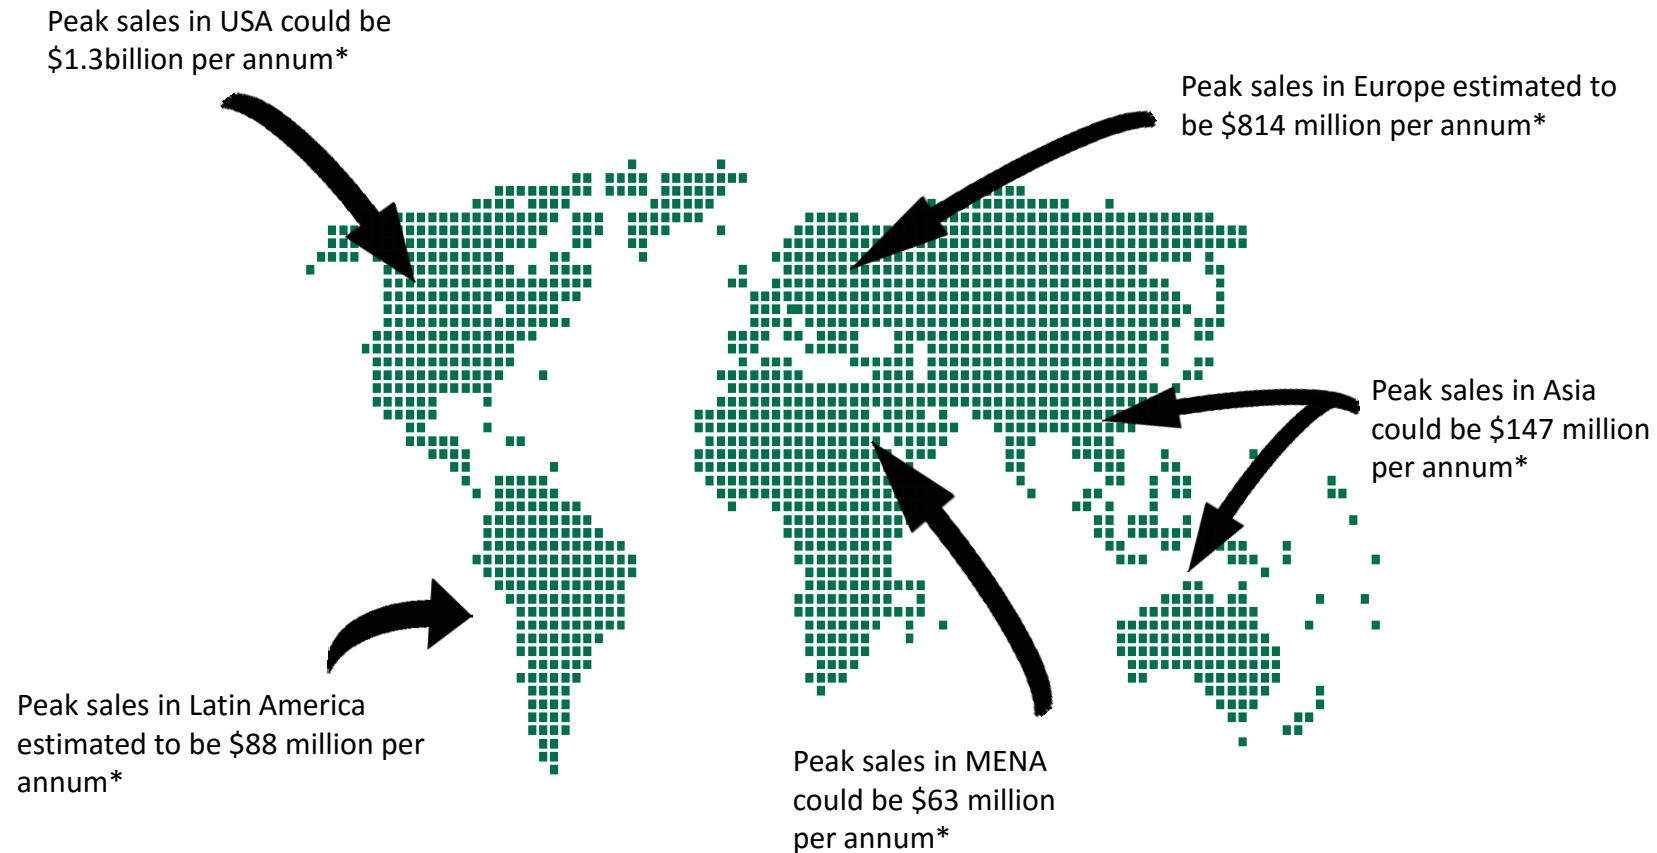 Peak sales in USA could be
$1.3billion per annum*
Peak sales in Europe estimated to
be $814 million per annum*
Peak sales in Asia
could be $147 million
per annum*
Peak sales in Latin America
estimated to be $88 million per
annum*
Peak sales in MENA
could be $63 million
per annum*